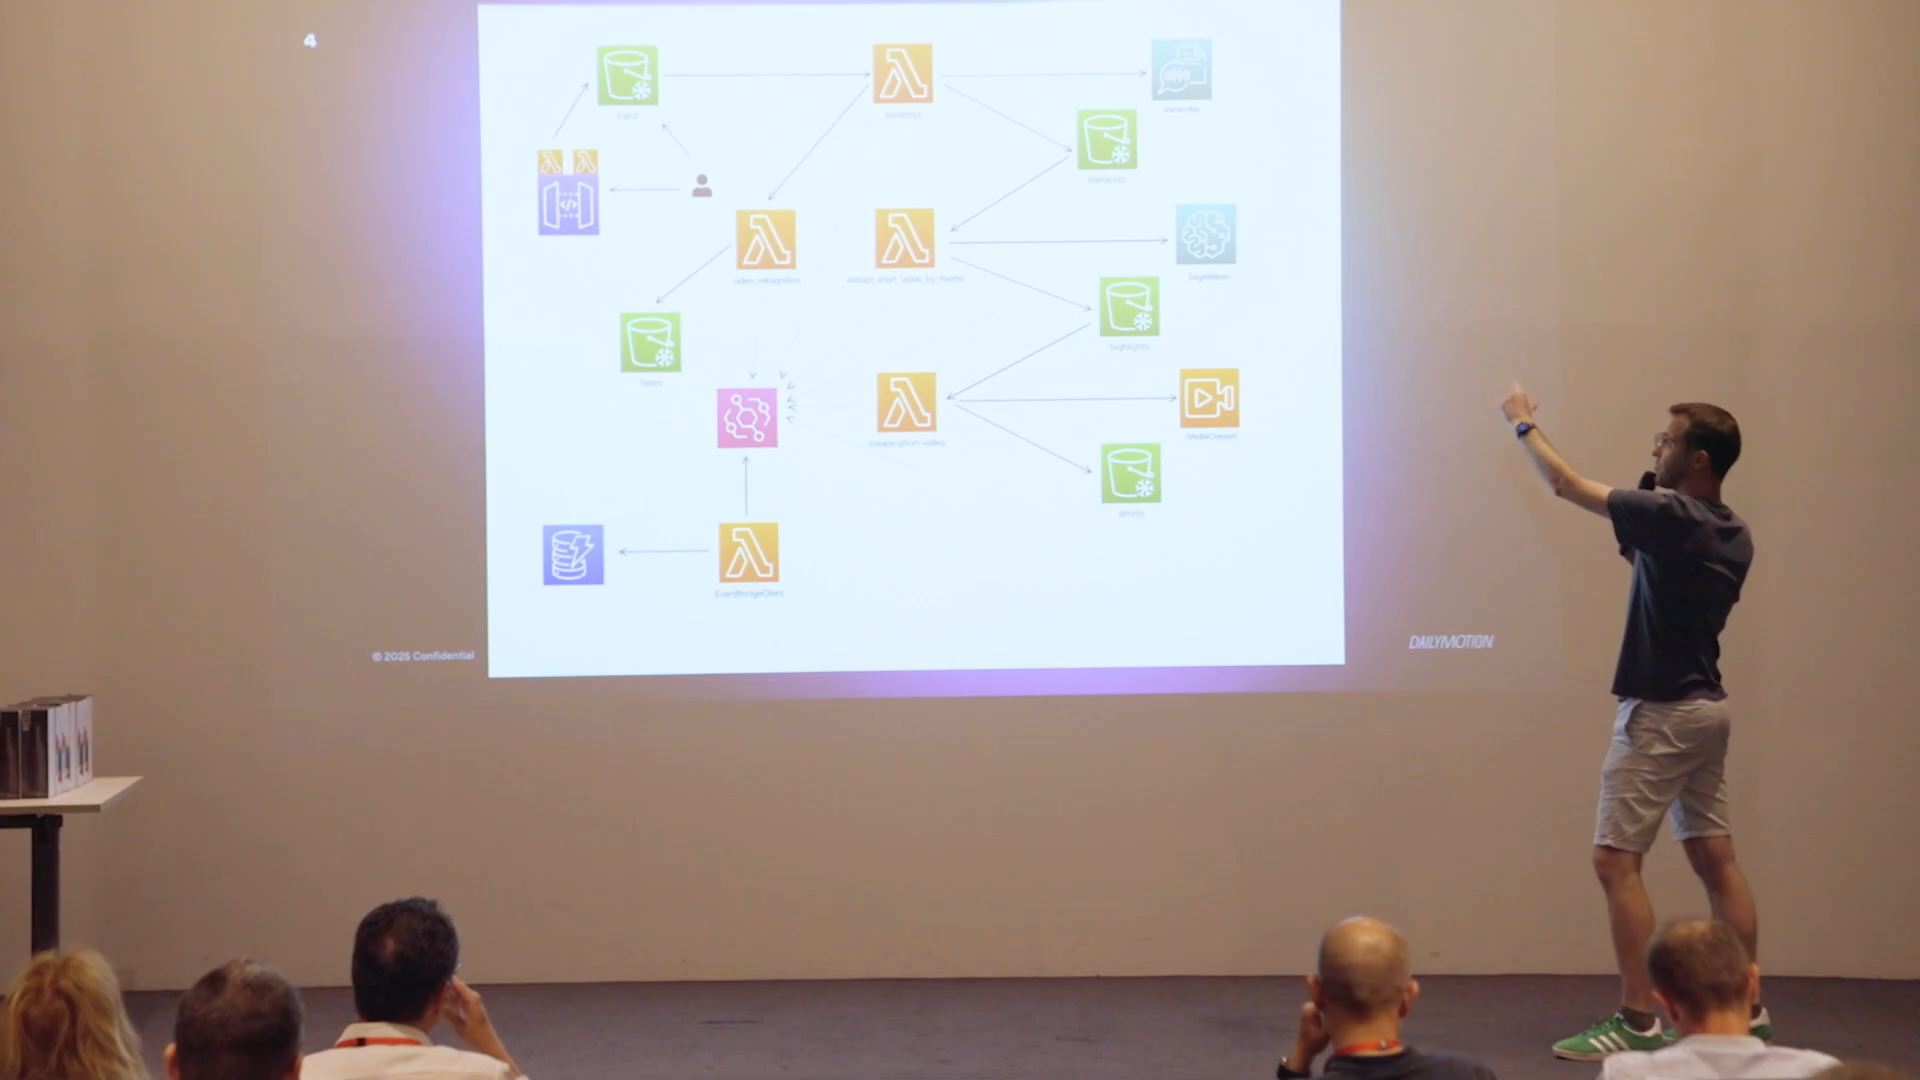 4
Input
transcript
transcribe
transcript
video_rekognition
extract_short_video_by_theme
SageMaker
faces
highlights
create-short-video
MediaConvert
shorts
EventBridgeClient
© 2025 Confidential
DAILYMOTION